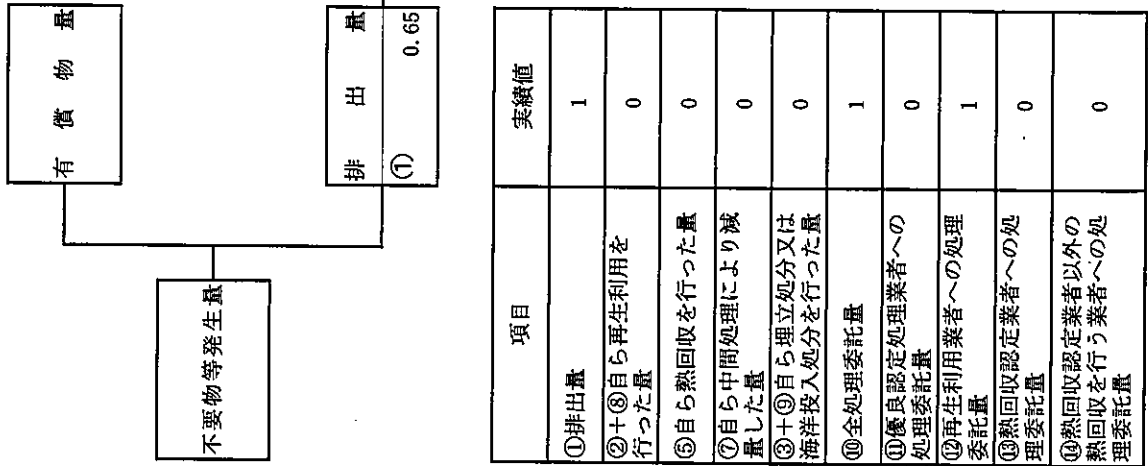 有償物量
不要物等発生量
排出量
① 0.65
項目 実績値
①排出量 1
②+⑧自ら再生利用を
行った量 0
⑤自ら熱回収を行った量 0
⑦自ら中間処理により減
量した量 0
③+⑨自ら埋立処分又は
海洋投入処分を行った量 0
⑩全処理委託量 1
⑪優良認定処理業者への
処理委託量 0
⑫再生利用業者への処理
委託量 1
⑬熱回収認定業者への処
理委託量 0
⑭熱回収認定業者以外の
熱回収を行う業者への処
理委託量 0